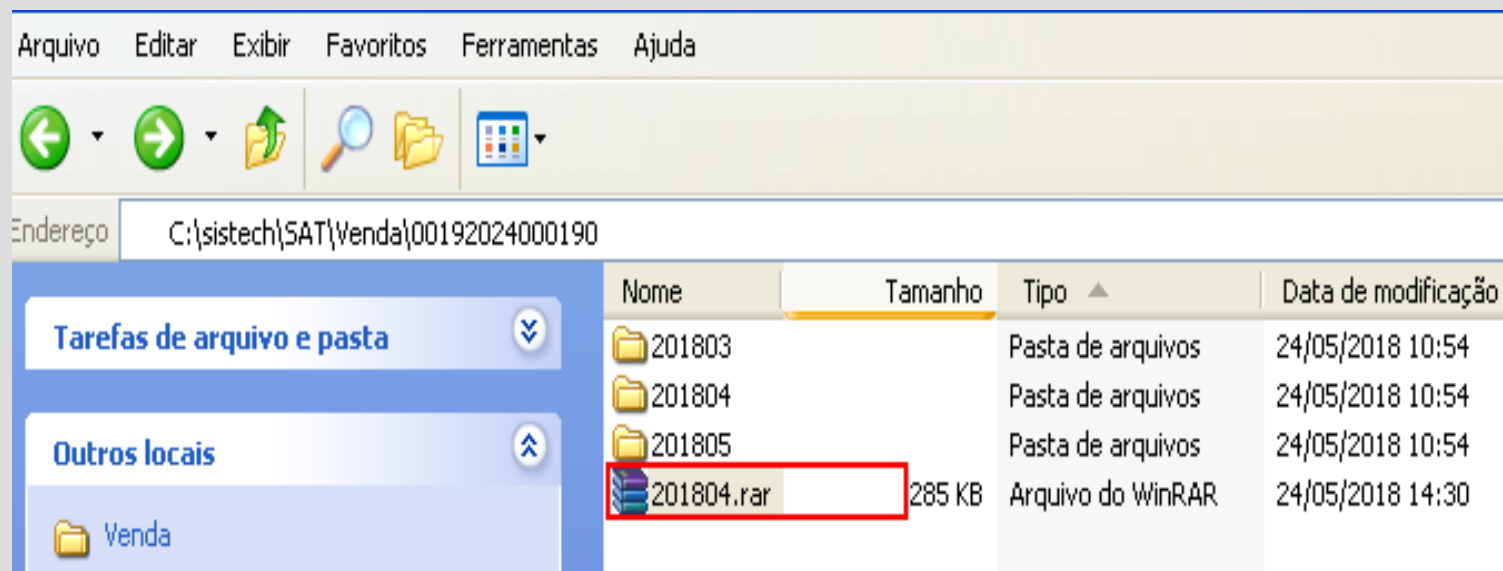 Arquivo Editar Exibir Favoritos Ferramentas Ajuda
Endereço C:\sistech\SAT\Venda\00192024000190
Nome Tamanho Tipo Data de modificação
Tarefas de arquivo e pasta
201803 Pasta de arquivos 24/05/2018 10:54
201804 Pasta de arquivos 24/05/2018 10:54
Outros locais
201805 Pasta de arquivos 24/05/2018 10:54
201804.rar 285 KB Arquivo do WinRAR 24/05/2018 14:30
Venda